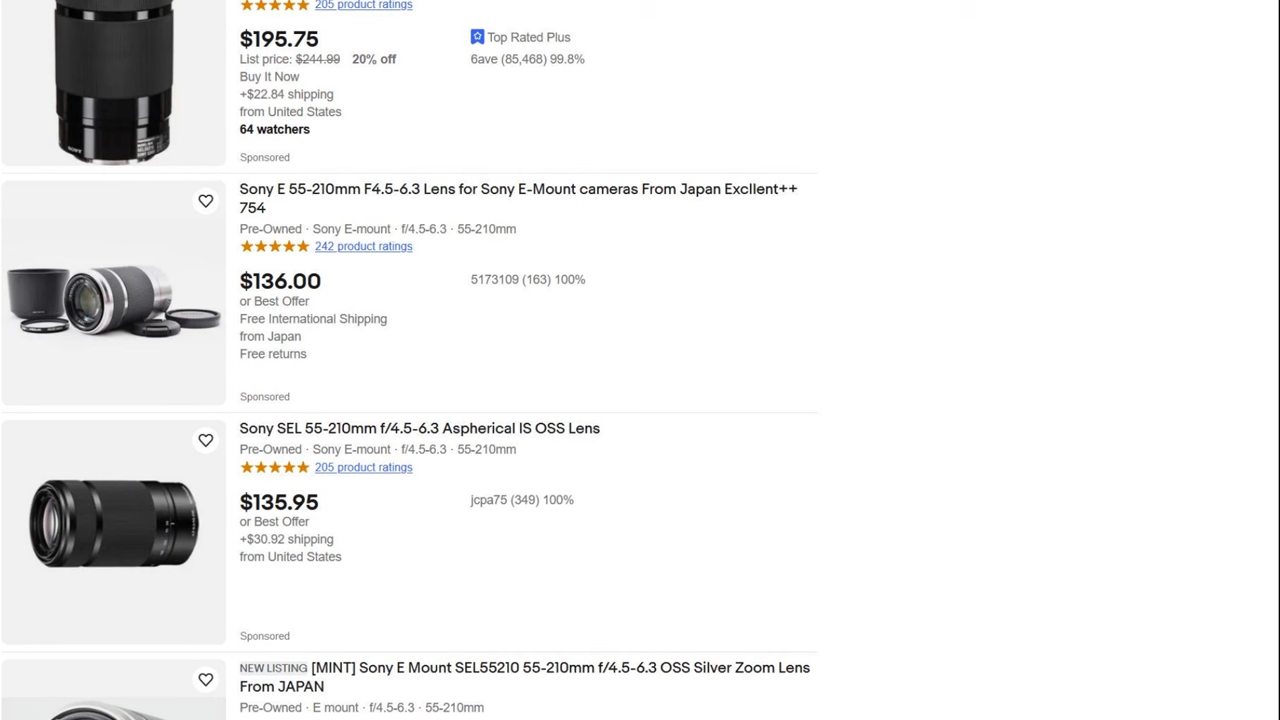 205 product ratings
$195.75
Top Rated Plus
List price: $244.99 20% off
6ave (85,468) 99.8%
Buy It Now
+$22.84 shipping
from United States
64 watchers
Sponsored
Sony E 55-210mm F4.5-6.3 Lens for Sony E-Mount cameras From Japan Excllent++
754
Pre-Owned · Sony E-mount · f/4.5-6.3 · 55-210mm
242 product ratings
$136.00
5173109 (163) 100%
or Best Offer
Free International Shipping
from Japan
Free returns
Sponsored
Sony SEL 55-210mm f/4.5-6.3 Aspherical IS OSS Lens
Pre-Owned · Sony E-mount · f/4.5-6.3 · 55-210mm
205 product ratings
$135.95
jcpa75 (349) 100%
or Best Offer
+$30.92 shipping
from United States
Sponsored
NEW LISTING [MINT] Sony E Mount SEL55210 55-210mm f/4.5-6.3 OSS Silver Zoom Lens
From JAPAN
Pre-Owned · E mount · f/4.5-6.3 · 55-210mm